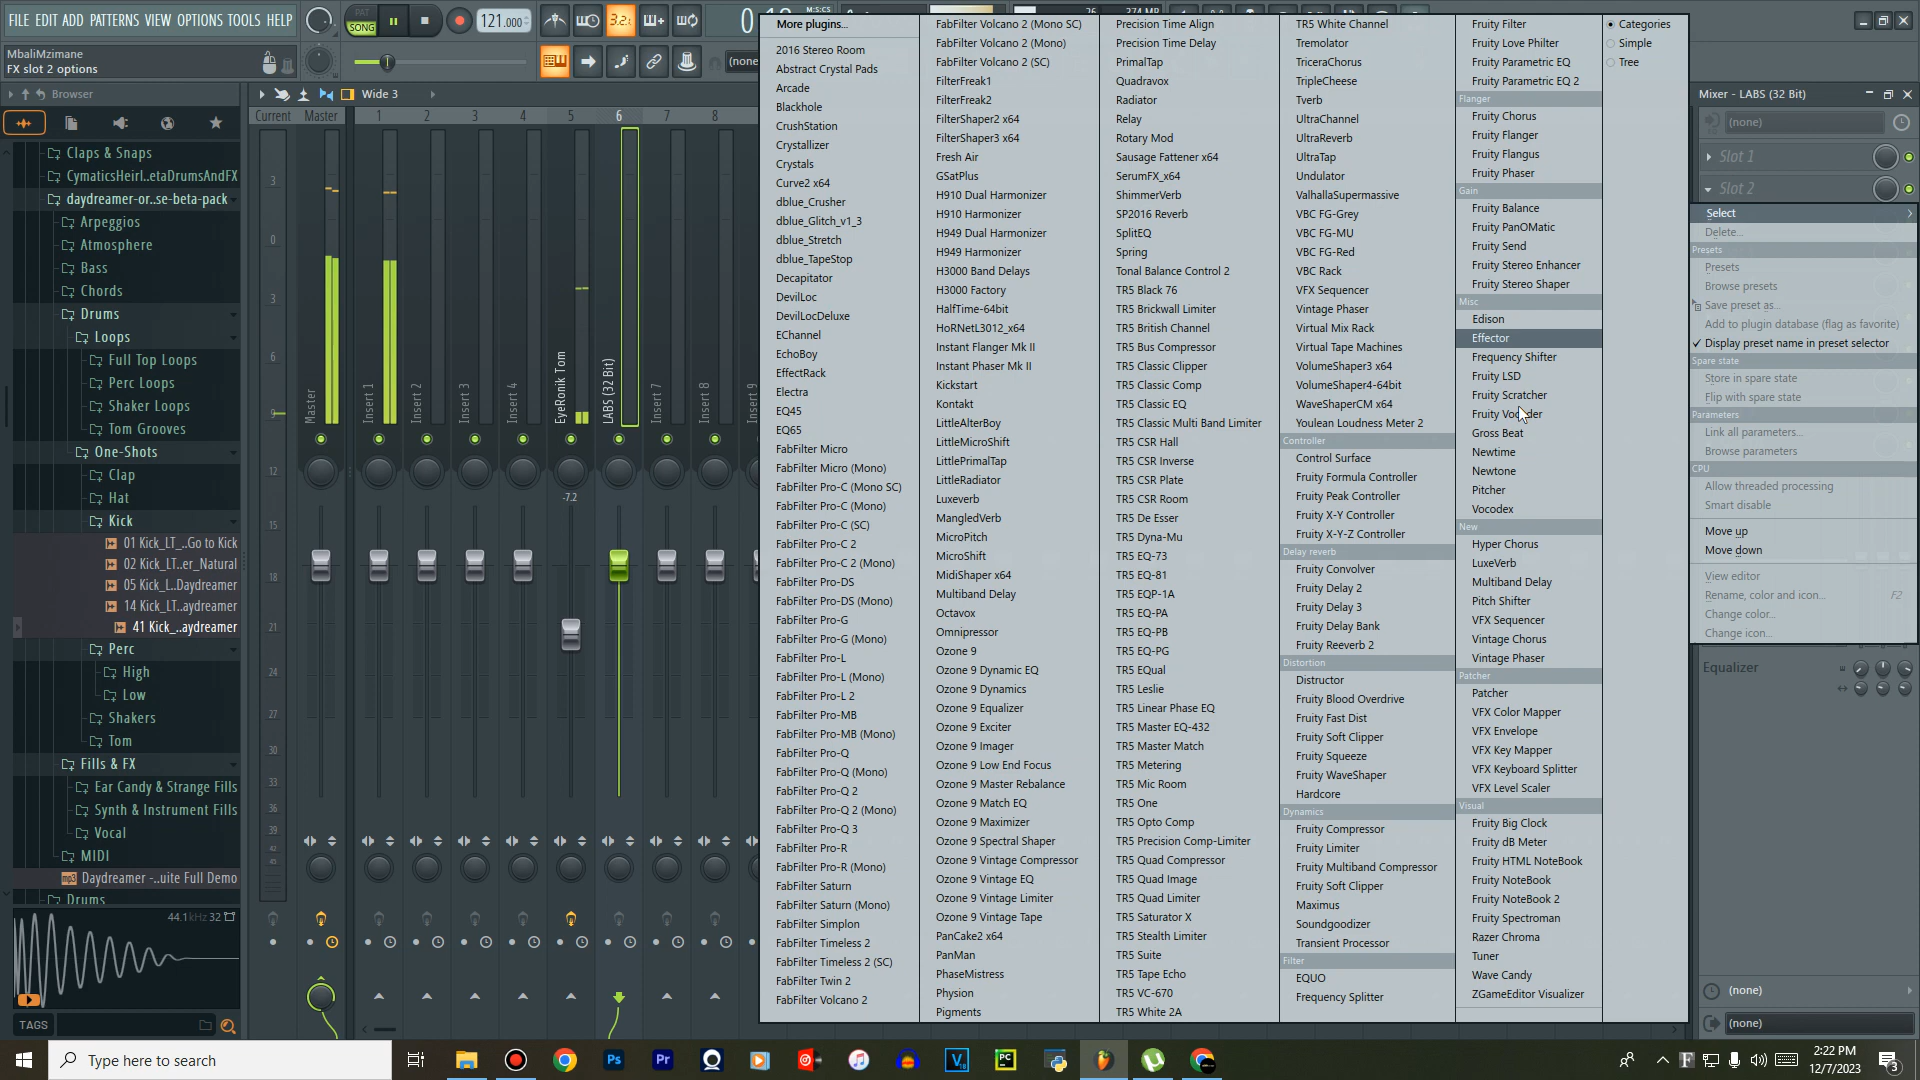 FILE EDIT ADD PATTERNS VIEW OPTIONS TOOLS HELP
PAT
SONG
121.000
3.2c
MbaliMzimane
FX slot 2 options
Browser
Wide 3
Claps & Snaps
CymaticsHeirl_..etaDrumsAndFX
daydreamer-or..se-beta-pack
Arpeggios
Atmosphere
Bass
Chords
Drums
Loops
Full Top Loops
Perc Loops
Shaker Loops
Tom Grooves
One-Shots
Clap
Hat
Kick
01 Kick_LT_..Go to Kick
02 Kick_LT..er_Natural
05 Kick_L..Daydreamer
14 Kick_LT..aydreamer
41 Kick_..aydreamer
Perc
High
Low
Shakers
Tom
Fills & FX
Ear Candy & Strange Fills
Synth & Instrument Fills
Vocal
MIDI
Daydreamer -..uite Full Demo
Drums
44.1kHz 32
TAGS
Current
Master
1
2
3
4
5
6
7
8
Master
Insert 1
Insert 2
Insert 3
Insert 4
EyeRonik Tom
LABS (32 Bit)
Insert 7
Insert 8
-7.2
More plugins...
2016 Stereo Room
Abstract Crystal Pads
Arcade
Blackhole
CrushStation
Crystallizer
Crystals
Curve2 x64
dblue_Crusher
dblue_Glitch_v1_3
dblue_Stretch
dblue_TapeStop
Decapitator
DevilLoc
DevilLocDeluxe
EChannel
EchoBoy
EffectRack
Electra
EQ45
EQ65
FabFilter Micro
FabFilter Micro (Mono)
FabFilter Pro-C (Mono SC)
FabFilter Pro-C (Mono)
FabFilter Pro-C (SC)
FabFilter Pro-C 2
FabFilter Pro-C 2 (Mono)
FabFilter Pro-DS
FabFilter Pro-DS (Mono)
FabFilter Pro-G
FabFilter Pro-G (Mono)
FabFilter Pro-L
FabFilter Pro-L (Mono)
FabFilter Pro-L 2
FabFilter Pro-MB
FabFilter Pro-MB (Mono)
FabFilter Pro-Q
FabFilter Pro-Q (Mono)
FabFilter Pro-Q 2
FabFilter Pro-Q 2 (Mono)
FabFilter Pro-Q 3
FabFilter Pro-R
FabFilter Pro-R (Mono)
FabFilter Saturn
FabFilter Saturn (Mono)
FabFilter Simplon
FabFilter Timeless 2
FabFilter Timeless 2 (SC)
FabFilter Twin 2
FabFilter Volcano 2
FabFilter Volcano 2 (Mono SC)
FabFilter Volcano 2 (Mono)
FabFilter Volcano 2 (SC)
FilterFreak1
FilterFreak2
FilterShaper2 x64
FilterShaper3 x64
Fresh Air
GSatPlus
H910 Dual Harmonizer
H910 Harmonizer
H949 Dual Harmonizer
H949 Harmonizer
H3000 Band Delays
H3000 Factory
HalfTime-64bit
HoRNetL3012_x64
Instant Flanger Mk II
Instant Phaser Mk II
Kickstart
Kontakt
LittleAlterBoy
LittleMicroShift
LittlePrimalTap
LittleRadiator
Luxeverb
MangledVerb
MicroPitch
MicroShift
MidiShaper x64
Multiband Delay
Octavox
Omnipressor
Ozone 9
Ozone 9 Dynamic EQ
Ozone 9 Dynamics
Ozone 9 Equalizer
Ozone 9 Exciter
Ozone 9 Imager
Ozone 9 Low End Focus
Ozone 9 Master Rebalance
Ozone 9 Match EQ
Ozone 9 Maximizer
Ozone 9 Spectral Shaper
Ozone 9 Vintage Compressor
Ozone 9 Vintage EQ
Ozone 9 Vintage Limiter
Ozone 9 Vintage Tape
PanCake2 x64
PanMan
PhaseMistress
Physion
Pigments
Precision Time Align
Precision Time Delay
PrimalTap
Quadravox
Radiator
Relay
Rotary Mod
Sausage Fattener x64
SerumFX_x64
ShimmerVerb
SP2016 Reverb
SplitEQ
Spring
Tonal Balance Control 2
TR5 Black 76
TR5 Brickwall Limiter
TR5 British Channel
TR5 Bus Compressor
TR5 Classic Clipper
TR5 Classic Comp
TR5 Classic EQ
TR5 Classic Multi Band Limiter
TR5 CSR Hall
TR5 CSR Inverse
TR5 CSR Plate
TR5 CSR Room
TR5 De Esser
TR5 Dyna-Mu
TR5 EQ-73
TR5 EQ-81
TR5 EQP-1A
TR5 EQ-PA
TR5 EQ-PB
TR5 EQ-PG
TR5 EQual
TR5 Leslie
TR5 Linear Phase EQ
TR5 Master EQ-432
TR5 Master Match
TR5 Metering
TR5 Mic Room
TR5 One
TR5 Opto Comp
TR5 Precision Comp-Limiter
TR5 Quad Compressor
TR5 Quad Image
TR5 Quad Limiter
TR5 Saturator X
TR5 Stealth Limiter
TR5 Suite
TR5 Tape Echo
TR5 VC-670
TR5 White 2A
TR5 White Channel
Tremolator
TriceraChorus
TripleCheese
Tverb
UltraChannel
UltraReverb
UltraTap
Undulator
ValhallaSupermassive
VBC FG-Grey
VBC FG-MU
VBC FG-Red
VBC Rack
VFX Sequencer
Vintage Phaser
Virtual Mix Rack
Virtual Tape Machines
VolumeShaper3 x64
VolumeShaper4-64bit
WaveShaperCM x64
Youlean Loudness Meter 2
Controller
Control Surface
Fruity Formula Controller
Fruity Peak Controller
Fruity X-Y Controller
Fruity X-Y-Z Controller
Delay reverb
Fruity Convolver
Fruity Delay 2
Fruity Delay 3
Fruity Delay Bank
Fruity Reeverb 2
Distortion
Distructor
Fruity Blood Overdrive
Fruity Fast Dist
Fruity Soft Clipper
Fruity Squeeze
Fruity WaveShaper
Hardcore
Dynamics
Fruity Compressor
Fruity Limiter
Fruity Multiband Compressor
Fruity Soft Clipper
Maximus
Soundgoodizer
Transient Processor
Filter
EQUO
Frequency Splitter
Fruity Filter
Fruity Love Philter
Fruity Parametric EQ
Fruity Parametric EQ 2
Flanger
Fruity Chorus
Fruity Flanger
Fruity Flangus
Fruity Phaser
Gain
Fruity Balance
Fruity PanOMatic
Fruity Send
Fruity Stereo Enhancer
Fruity Stereo Shaper
Misc
Edison
Effector
Frequency Shifter
Fruity LSD
Fruity Scratcher
Fruity Vocoder
Gross Beat
Newtime
Newtone
Pitcher
Vocodex
New
Hyper Chorus
LuxeVerb
Multiband Delay
Pitch Shifter
VFX Sequencer
Vintage Chorus
Vintage Phaser
Patcher
Patcher
VFX Color Mapper
VFX Envelope
VFX Key Mapper
VFX Keyboard Splitter
VFX Level Scaler
Visual
Fruity Big Clock
Fruity dB Meter
Fruity HTML NoteBook
Fruity NoteBook
Fruity NoteBook 2
Fruity Spectroman
Razer Chroma
Tuner
Wave Candy
ZGameEditor Visualizer
Categories
Simple
Tree
Mixer - LABS (32 Bit)
(none)
Slot 1
Slot 2
Select
Delete...
Presets
Presets
Browse presets
Save preset as...
Add to plugin database (flag as favorite)
Display preset name in preset selector
Spare state
Store in spare state
Flip with spare state
Parameters
Link all parameters...
Browse parameters
CPU
Allow threaded processing
Smart disable
Move up
Move down
View editor
Rename, color and icon... F2
Change color...
Change icon...
Equalizer
(none)
(none)
Type here to search
2:22 PM
12/7/2023
3